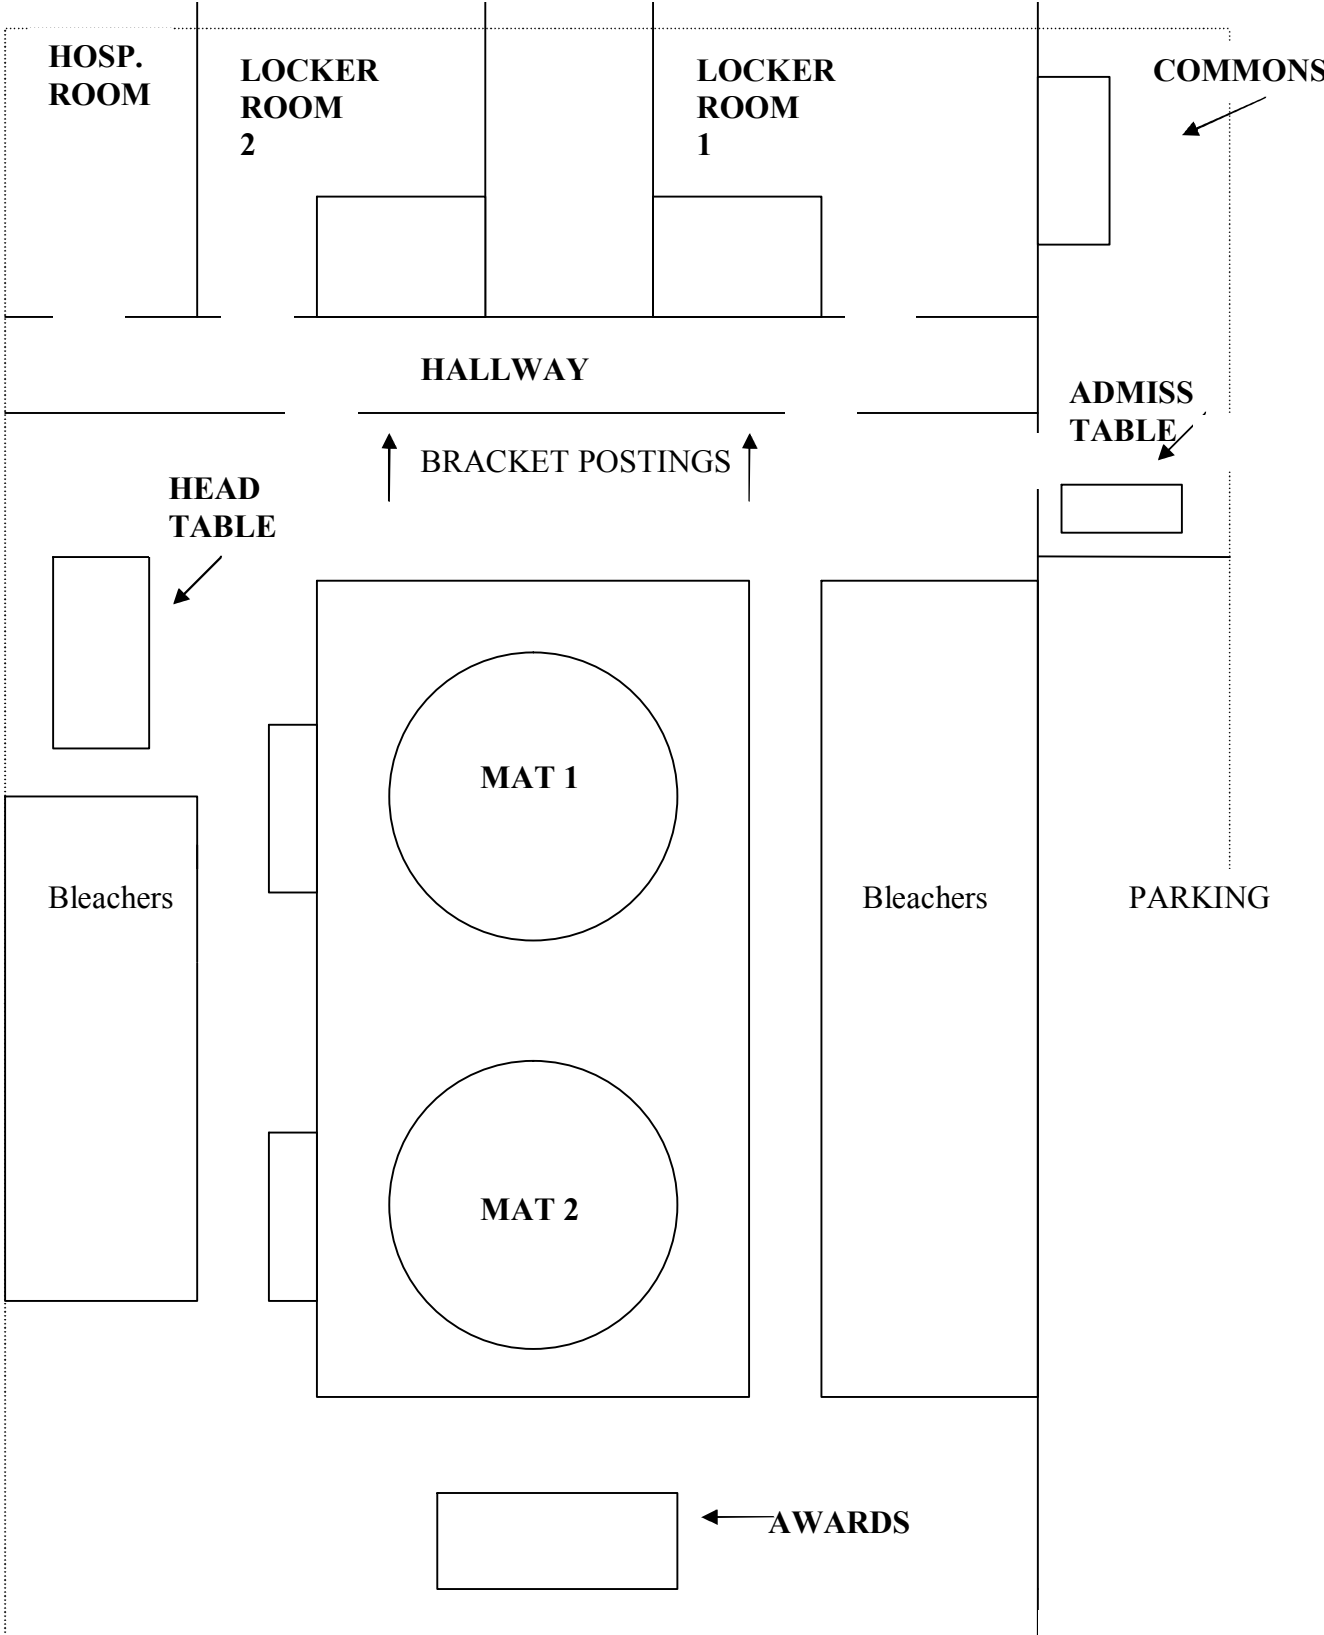 HOSP.
ROOM
LOCKER
ROOM
2
LOCKER
ROOM
1
COMMONS
HALLWAY
ADMISS
TABLE
BRACKET POSTINGS
HEAD
TABLE
MAT 1
Bleachers
Bleachers
PARKING
MAT 2
AWARDS